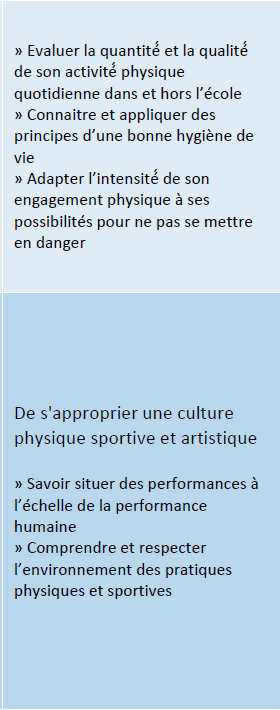 » Evaluer la quantité et la qualité
de son activité physique
quotidienne dans et hors l’école
» Connaitre et appliquer des
principes d’une bonne hygiène de
vie
» Adapter l’intensité de son
engagement physique à ses
possibilités pour ne pas se mettre
en danger
De s'approprier une culture
physique sportive et artistique
» Savoir situer des performances à
l’échelle de la performance
humaine
» Comprendre et respecter
l’environnement des pratiques
physiques et sportives